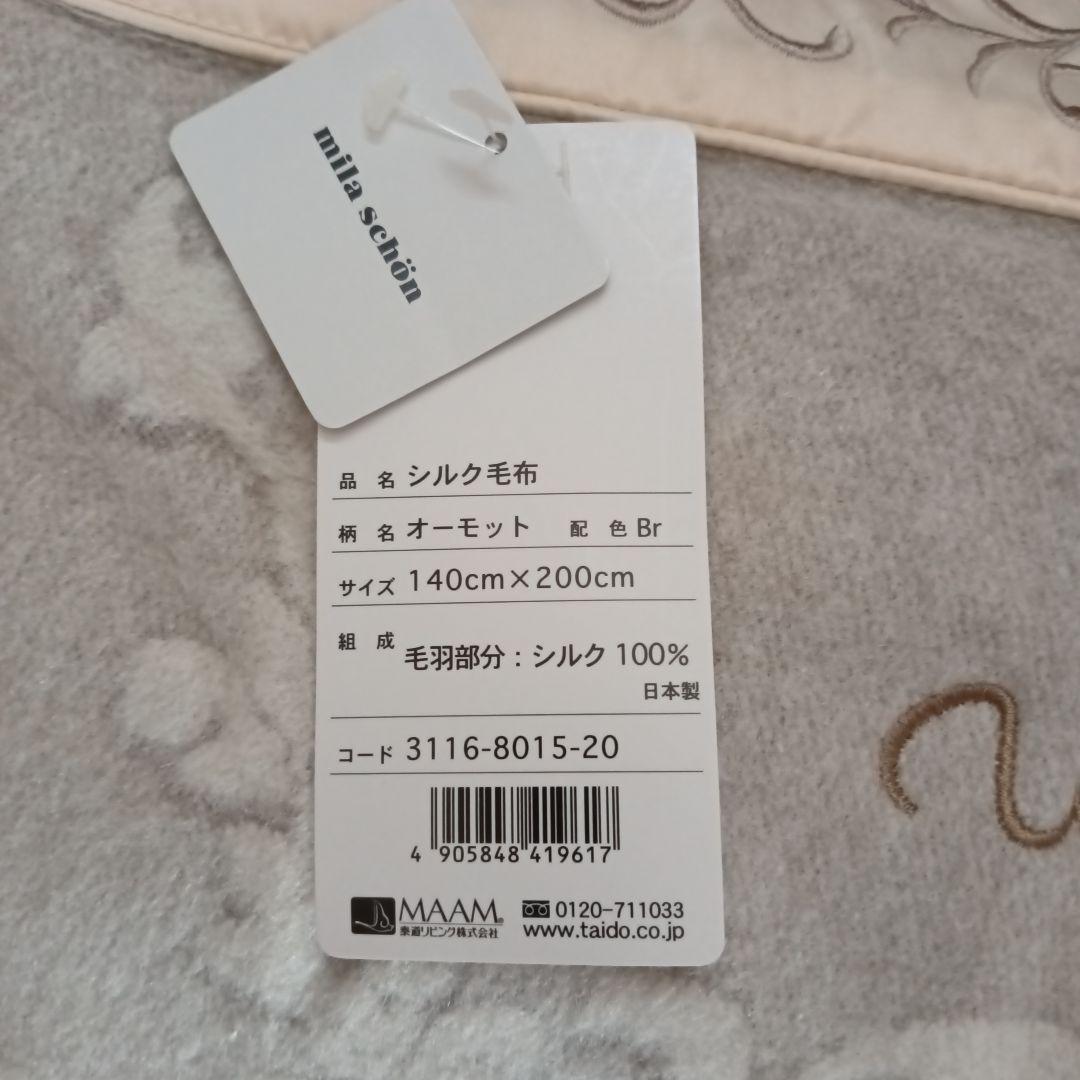 mila schön
品 名 シルク毛布
柄 名 オーモット 配 色 Br
サイズ 140cm×200cm
組 成 毛羽部分：シルク 100%
日本製
コード 3116-8015-20
4 905848 419617
MAAM®
泰道リビング株式会社
0120-711033
www.taido.co.jp